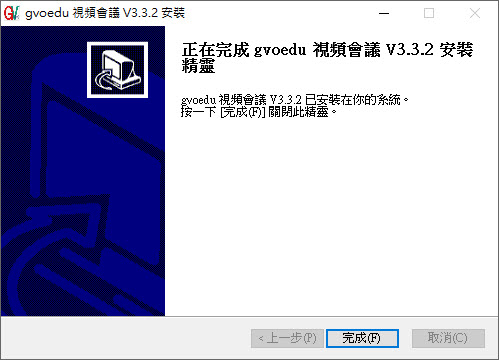 gvoedu 視頻會議 V3.3.2 安裝
正在完成 gvoedu 視頻會議 V3.3.2 安裝
精靈
gvoedu 視頻會議 V3.3.2 已安裝在你的系統。
按一下 [完成(F)] 關閉此精靈。
< 上一步(P) 完成(F) 取消(C)